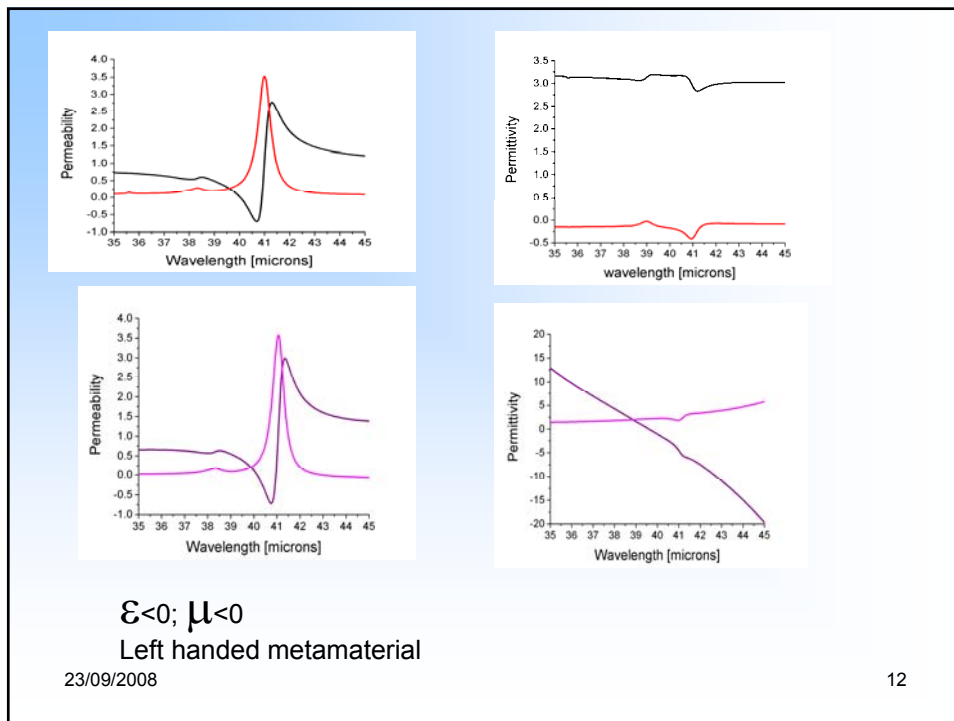 4.0
3.5
3.0
2.5
2.0
1.5
1.0
0.5
0.0
-0.5
-1.0
Permeability
35 36 37 38 39 40 41 42 43 44 45
Wavelength [microns]
3.5
3.0
2.5
2.0
1.5
1.0
0.5
0.0
-0.5
Permittivity
35 36 37 38 39 40 41 42 43 44 45
wavelength [microns]
4.0
3.5
3.0
2.5
2.0
1.5
1.0
0.5
0.0
-0.5
-1.0
Permeability
35 36 37 38 39 40 41 42 43 44 45
Wavelength [microns]
20
15
10
5
0
-5
-10
-15
-20
Permittivity
35 36 37 38 39 40 41 42 43 44 45
Wavelength [microns]
ε<0; μ<0
Left handed metamaterial
23/09/2008 12